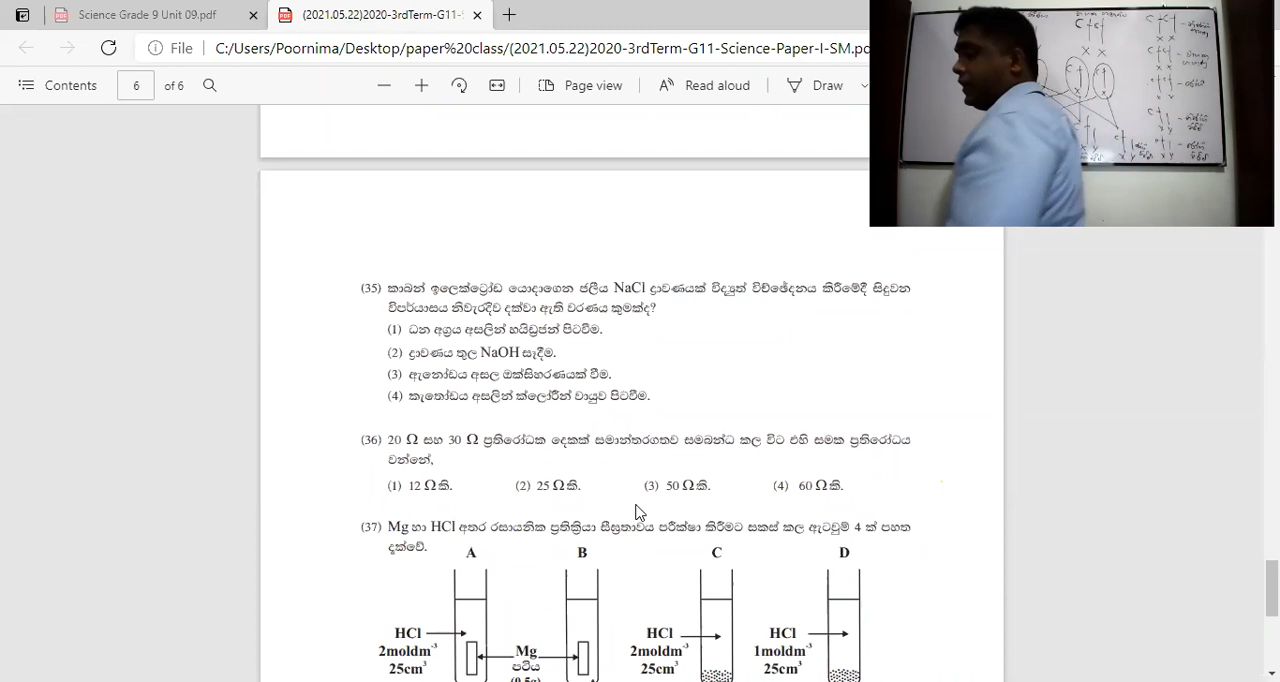 Science Grade 9 Unit 09.pdf
(2021.05.22)2020-3rdTerm-G11-S
File C:/Users/Poornima/Desktop/paper%20class/(2021.05.22)2020-3rdTerm-G11-Science-Paper-I-SM.p
Contents 6 of 6 Page view Read aloud Draw
(35) කාබන් ඉලෙක්ට්‍රෝඩ යොදාගෙන ජලීය NaCl ද්‍රාවණයක් විද්‍යුත් විච්ඡේදනය කිරීමේදී සිදුවන
විපර්යාසය නිවැරදිව දක්වා ඇති වරණය කුමක්ද?
(1) ධන අග්‍රය අසලින් හයිඩ්‍රජන් පිටවීම.
(2) ද්‍රාවණය තුල NaOH සෑදීම.
(3) ඇනෝඩය අසල ඔක්සිහරණයක් වීම.
(4) කැතෝඩය අසලින් ක්ලෝරීන් වායුව පිටවීම.
(36) 20 Ω සහ 30 Ω ප්‍රතිරෝධක දෙකක් සමාන්තරගතව සම්බන්ධ කල විට එහි සමක ප්‍රතිරෝධය
වන්නේ,
(1) 12 Ω කි. (2) 25 Ω කි. (3) 50 Ω කි. (4) 60 Ω කි.
(37) Mg හා HCl අතර රසායනික ප්‍රතික්‍රියා සීඝ්‍රතාවය පරීක්ෂා කිරීමට සකස් කල ඇටවුම් 4 ක් පහත
දැක්වේ.
A B C D
HCl HCl HCl
2moldm⁻³ Mg 2moldm⁻³ 1moldm⁻³
25cm³ පටිය 25cm³ 25cm³
(0.5g)